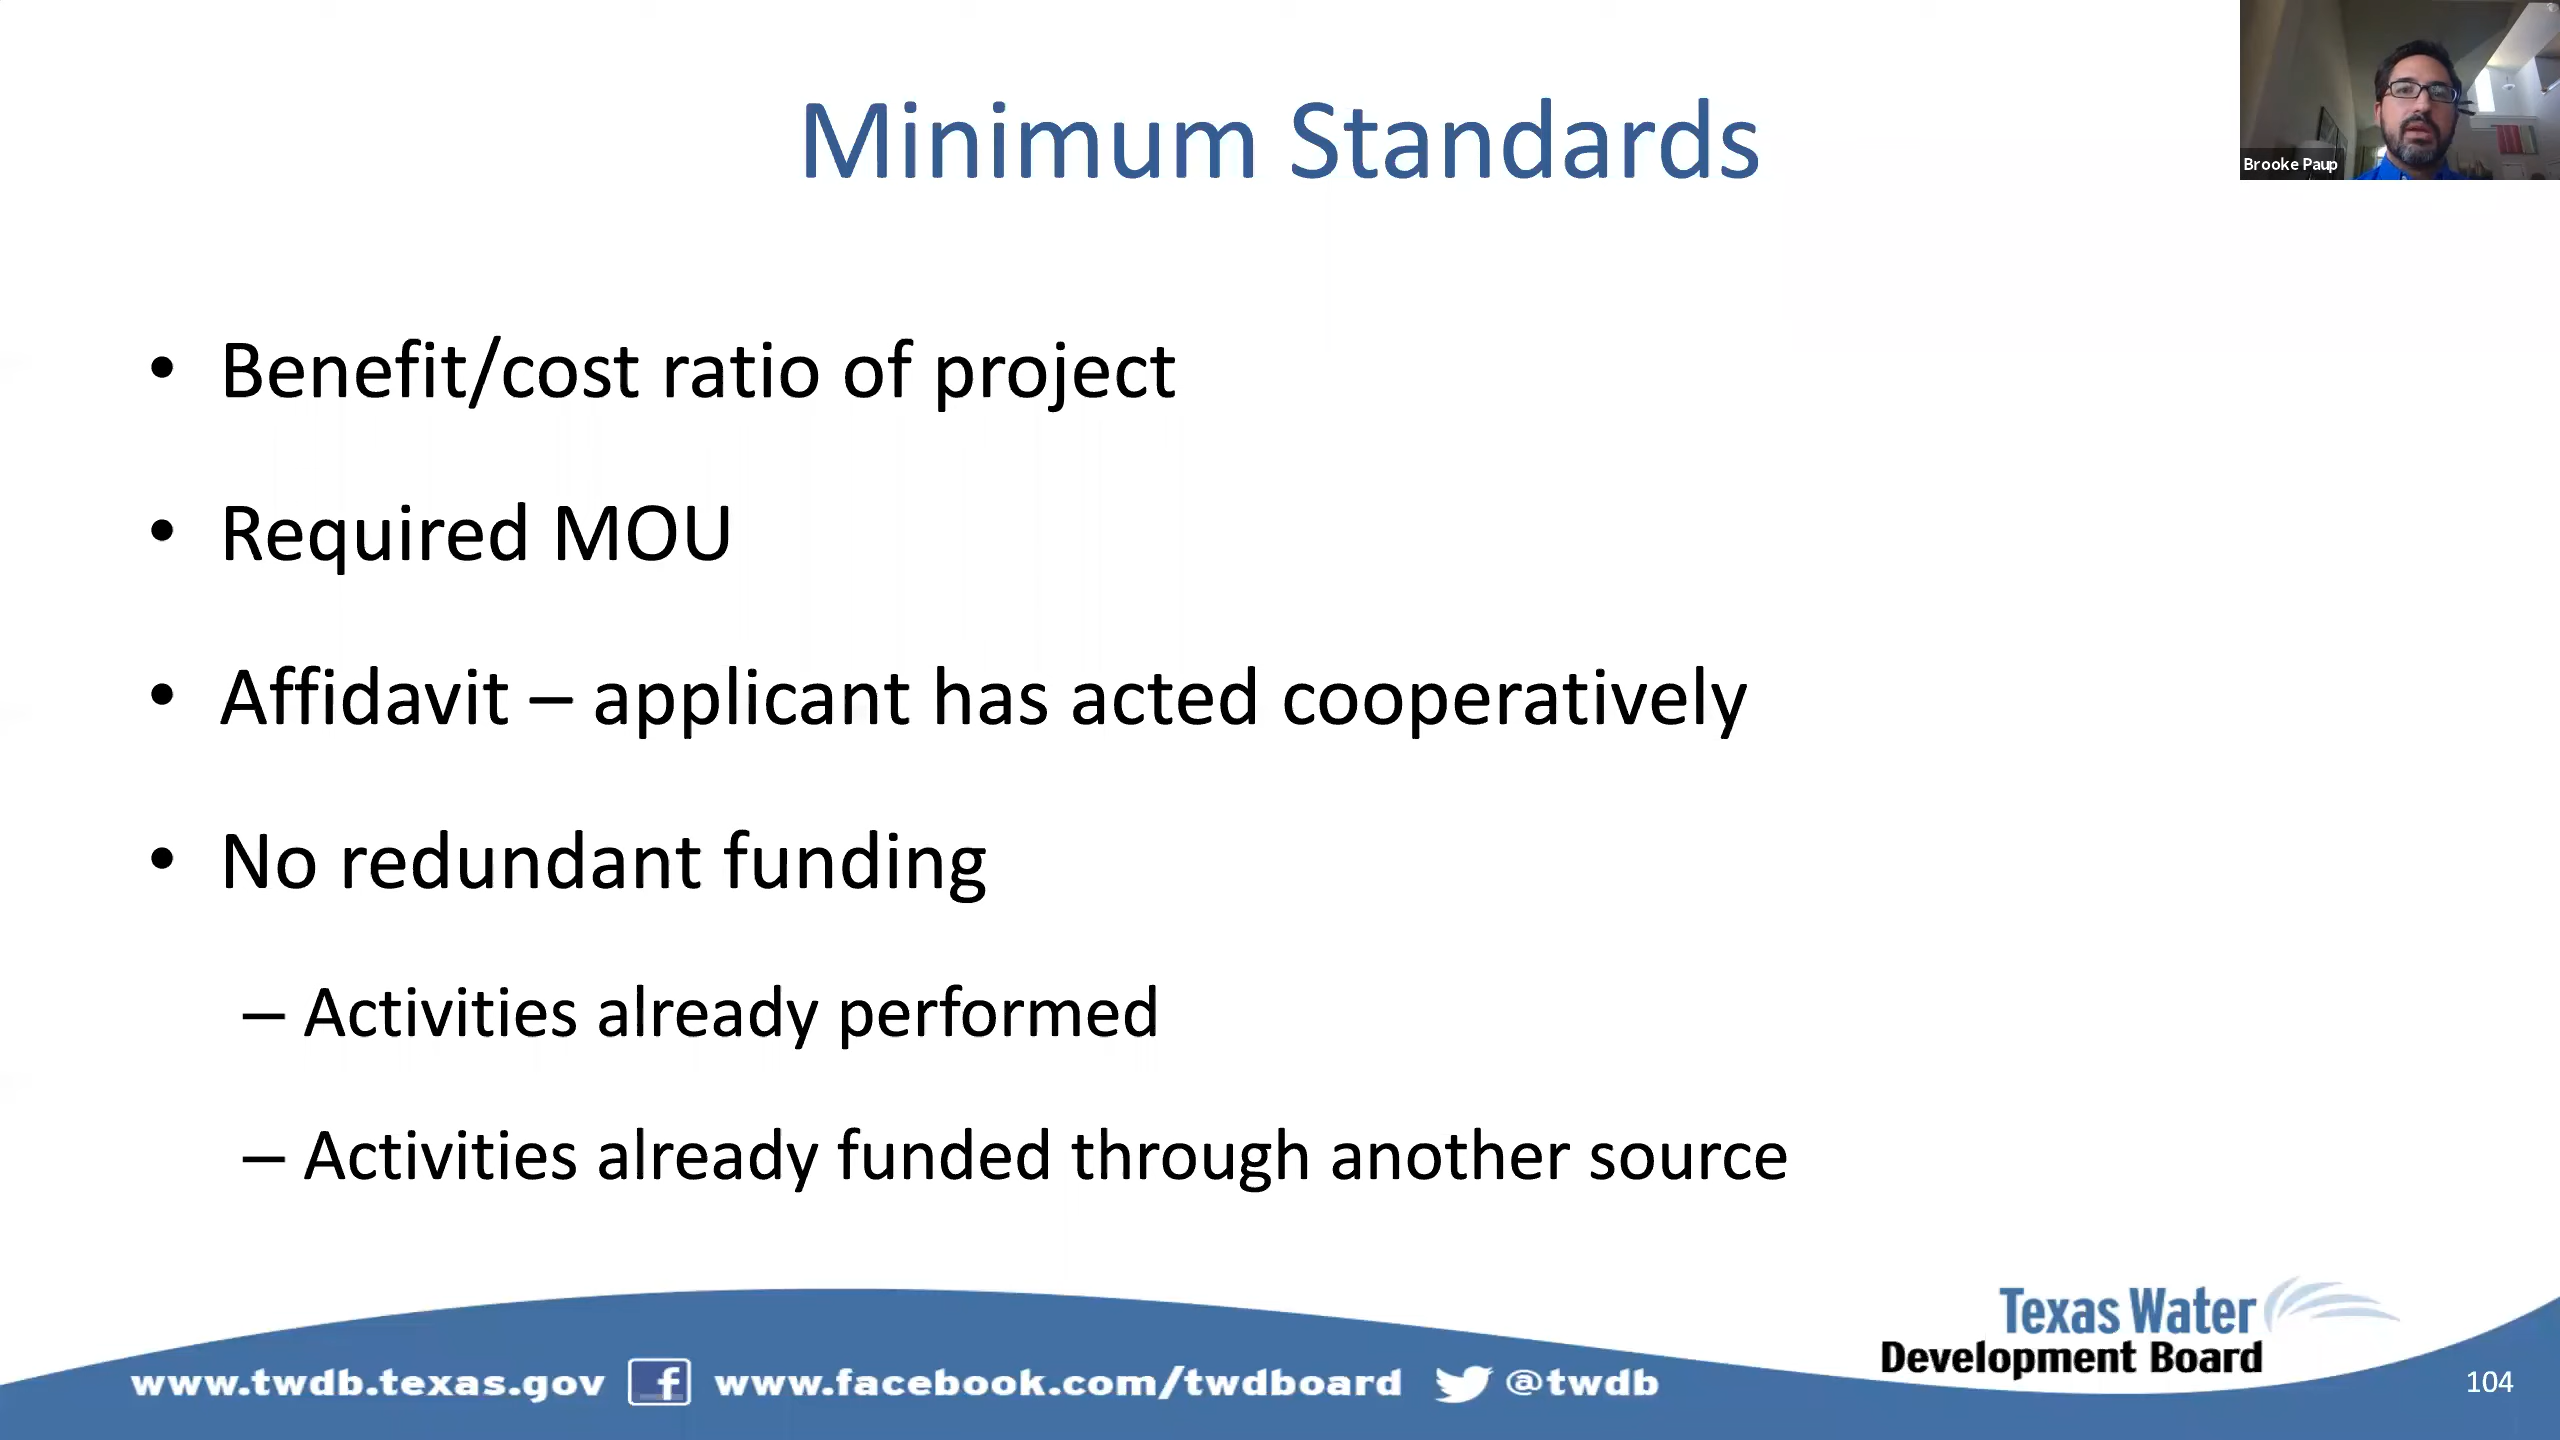 Minimum Standards
Brooke Paup
• Benefit/cost ratio of project
• Required MOU
• Affidavit – applicant has acted cooperatively
• No redundant funding
– Activities already performed
– Activities already funded through another source
Texas Water
Development Board
www.twdb.texas.gov f www.facebook.com/twdboard @twdb
104